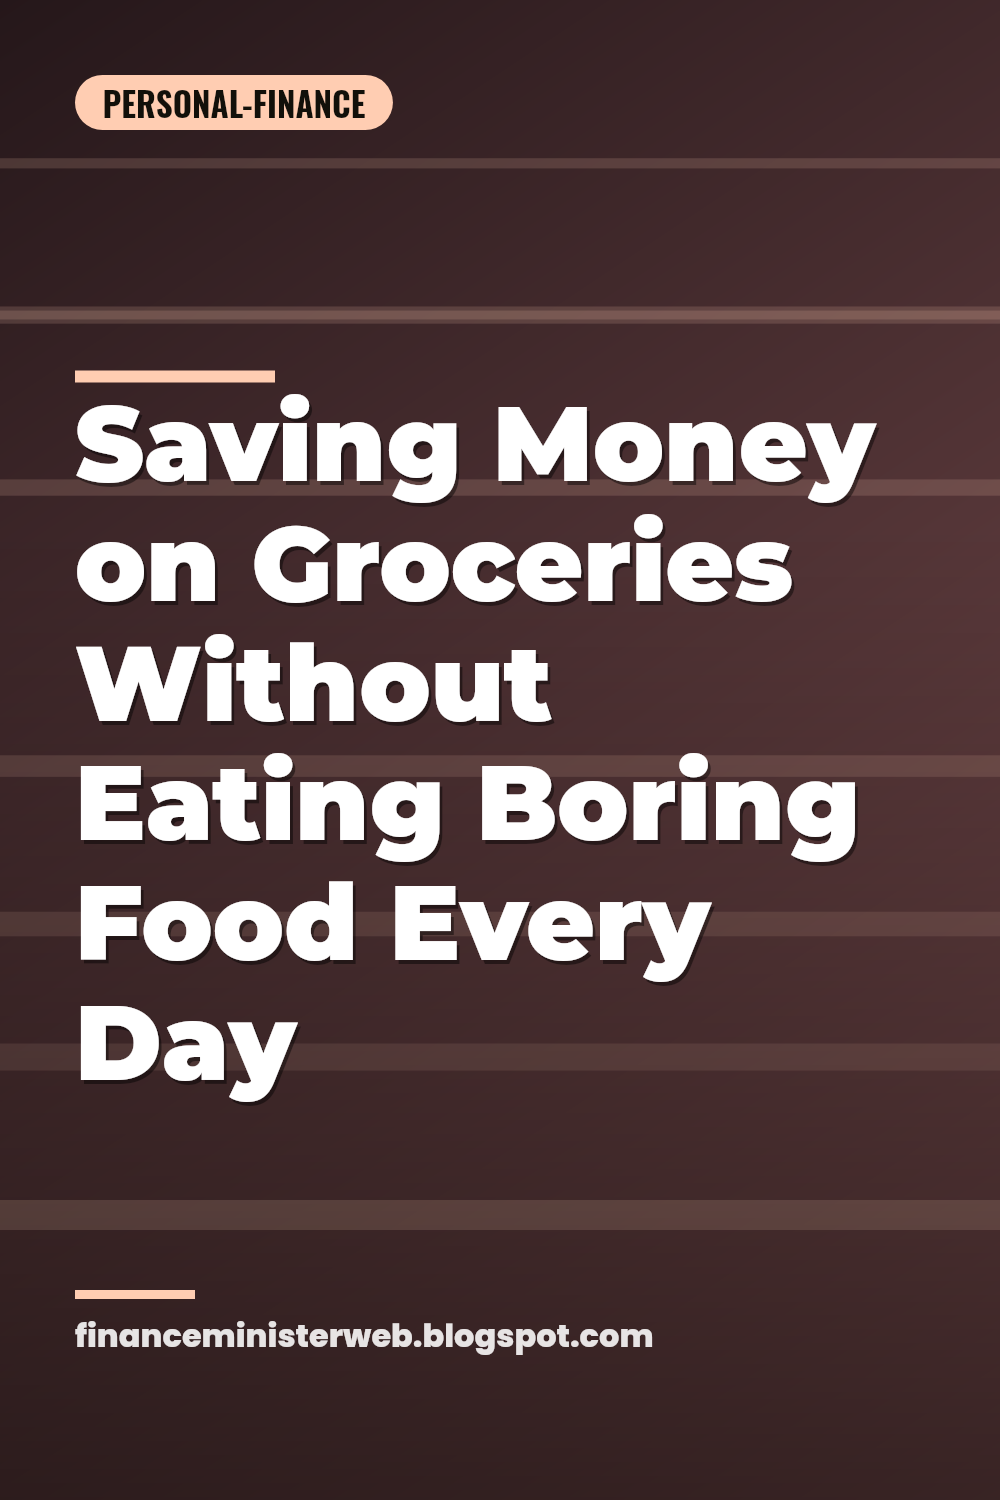 PERSONAL-FINANCE
Saving Money
on Groceries
Without
Eating Boring
Food Every
Day
financeministerweb.blogspot.com